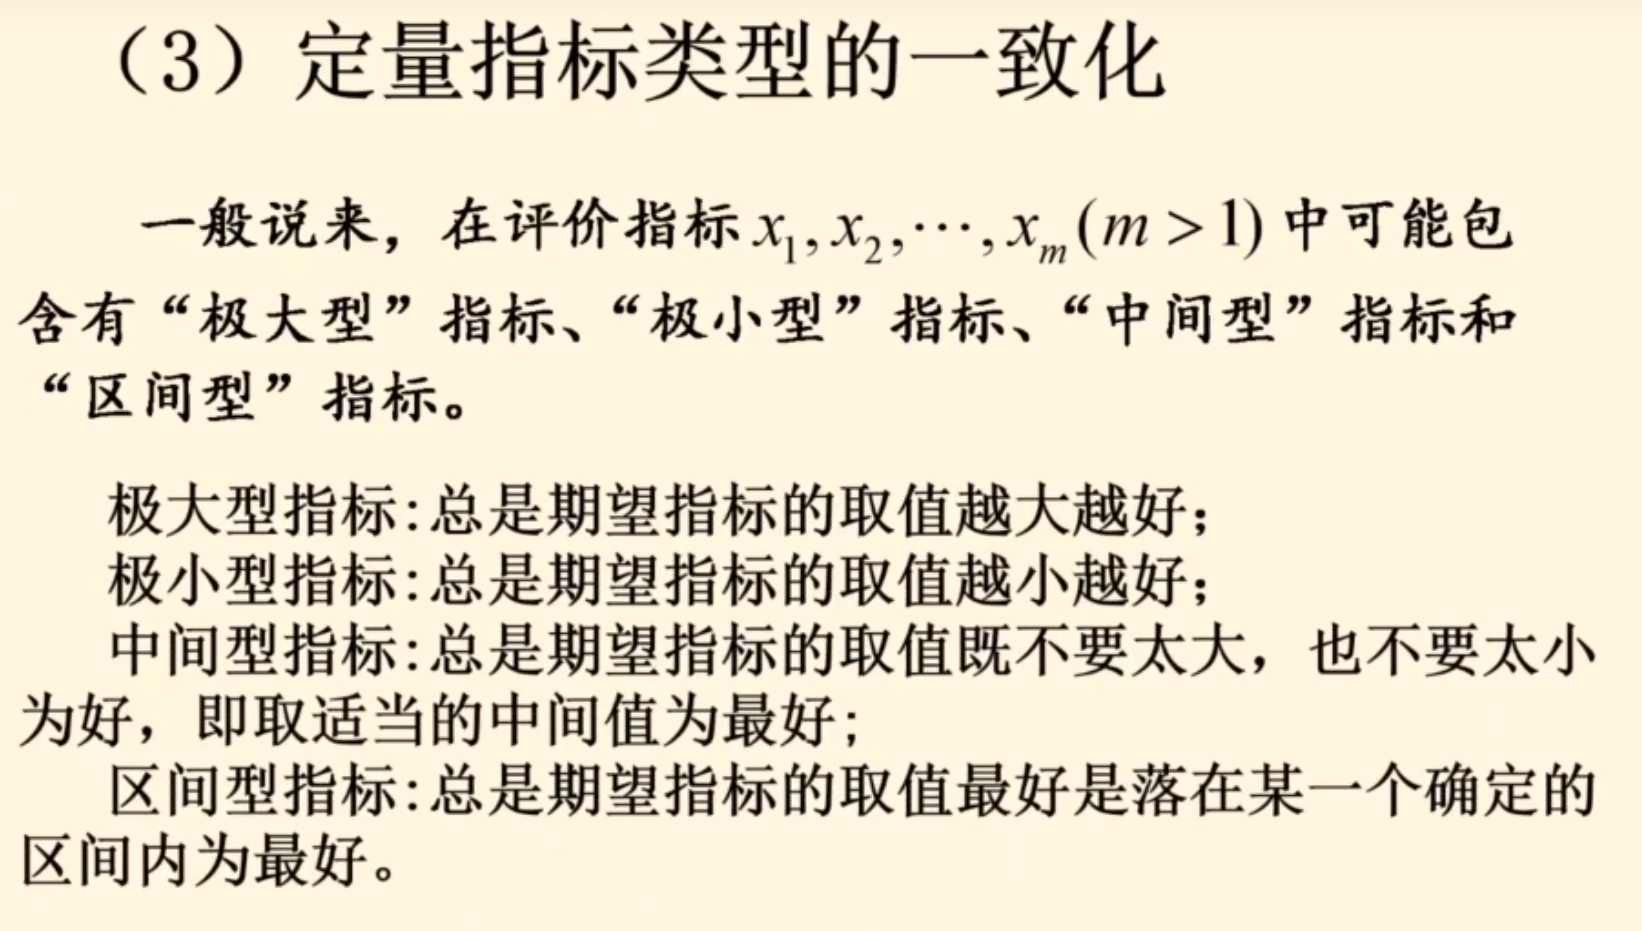 （3）定量指标类型的一致化
一般说来，在评价指标 x₁, x₂, ⋯, xₘ (m > 1) 中可能包
含有“极大型”指标、“极小型”指标、“中间型”指标和
“区间型”指标。
极大型指标:总是期望指标的取值越大越好；
极小型指标:总是期望指标的取值越小越好；
中间型指标:总是期望指标的取值既不要太大，也不要太小
为好，即取适当的中间值为最好；
区间型指标:总是期望指标的取值最好是落在某一个确定的
区间内为最好。